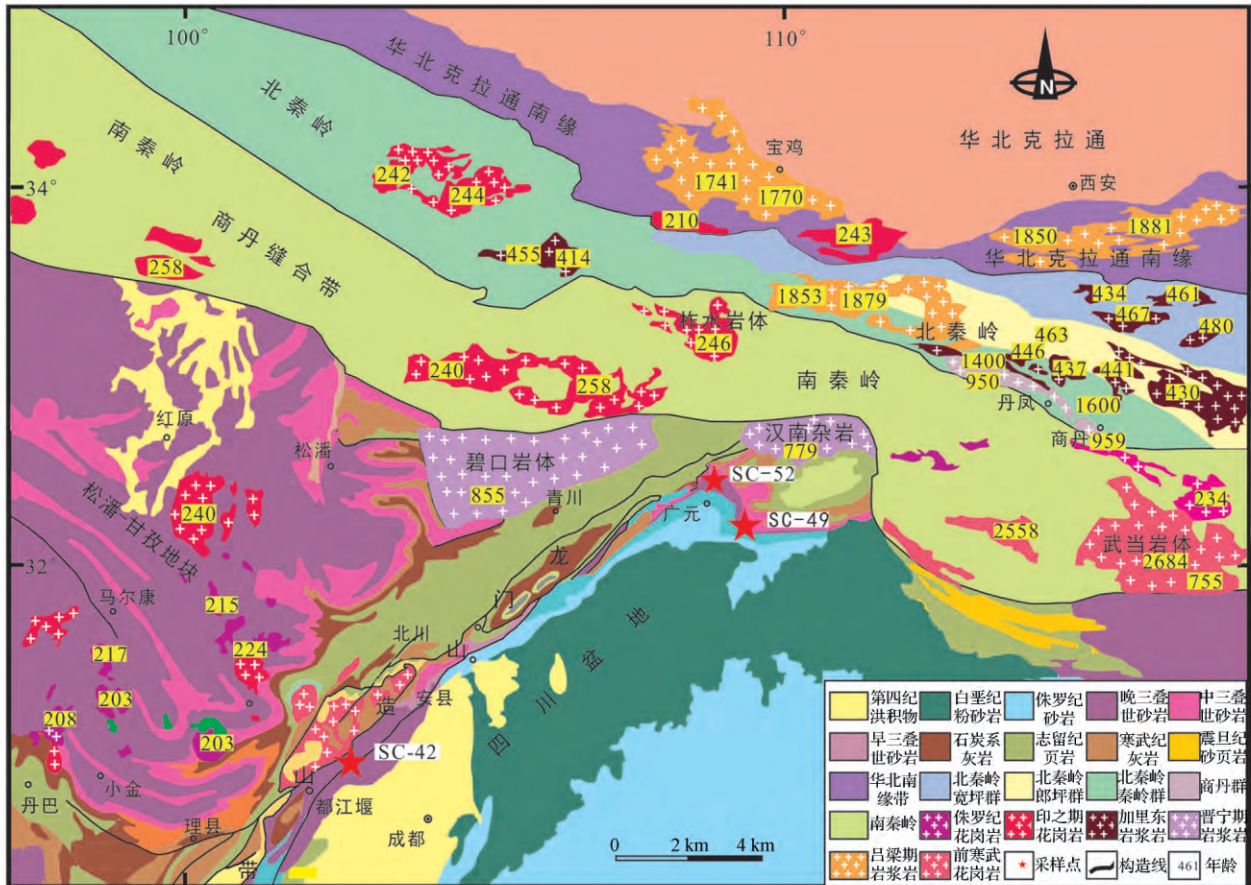 100°
110°
华北克拉通南缘
北秦岭
南秦岭
商丹缝合带
华北克拉通
宝鸡
西安
34°
242
244
1741
1770
210
243
1850
1881
华北克拉通南缘
455
414
258
1853
1879
434
461
467
480
北秦岭
463
柞水岩体
246
240
258
南秦岭
1400
950
446
437
441
430
丹凤
1600
商丹
959
红原
松潘
碧口岩体
855
青川
汉南杂岩
779
SC-52
广元
SC-49
240
松潘-甘孜地块
32°
2558
234
武当岩体
2684
755
马尔康
215
217
224
203
208
203
小金
丹巴
理县
北川
安县
龙门山造山带
四川盆地
SC-42
都江堰
成都
N
0 2 km 4 km
第四纪洪积物
白垩纪粉砂岩
侏罗纪砂岩
晚三叠世砂岩
中三叠世砂岩
早三叠世砂岩
石炭系灰岩
志留纪页岩
寒武纪灰岩
震旦纪砂页岩
华北南缘带
北秦岭宽坪群
北秦岭郎坪群
北秦岭秦岭群
商丹群
南秦岭
侏罗纪花岗岩
印之期花岗岩
加里东岩浆岩
晋宁期岩浆岩
吕梁期岩浆岩
前寒武花岗岩
采样点
构造线
461 年龄